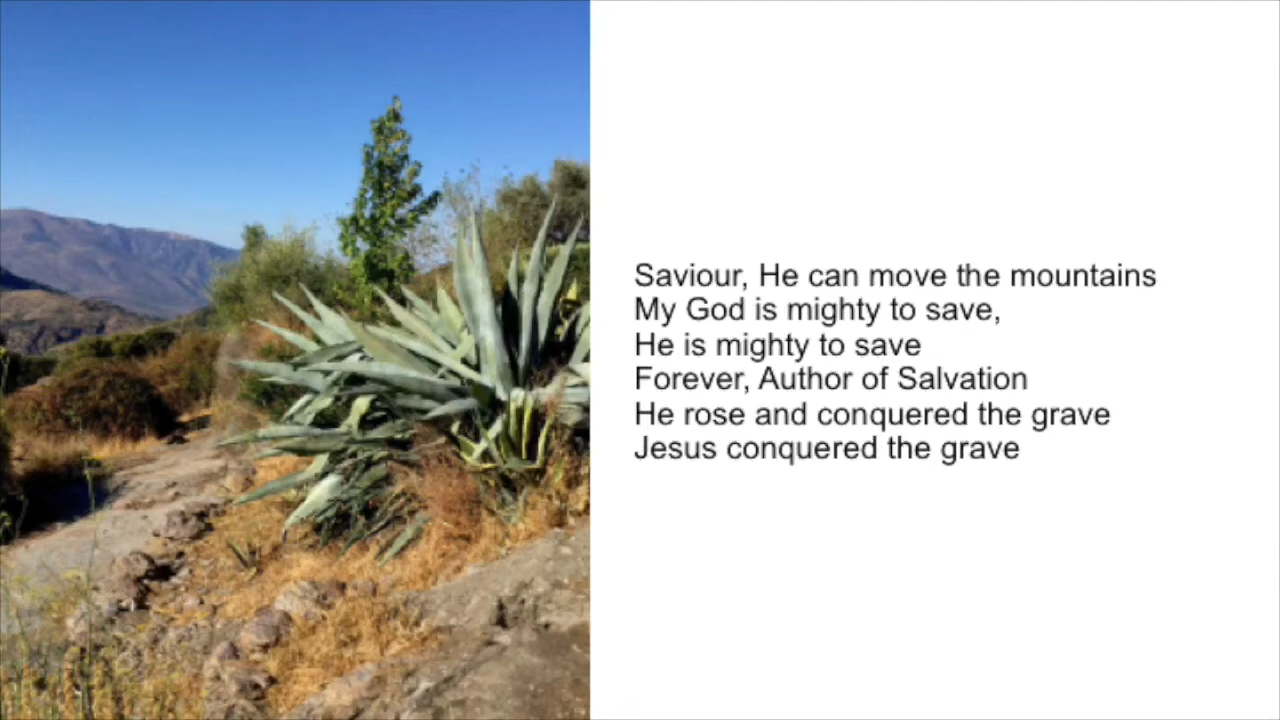 Saviour, He can move the mountains
My God is mighty to save,
He is mighty to save
Forever, Author of Salvation
He rose and conquered the grave
Jesus conquered the grave